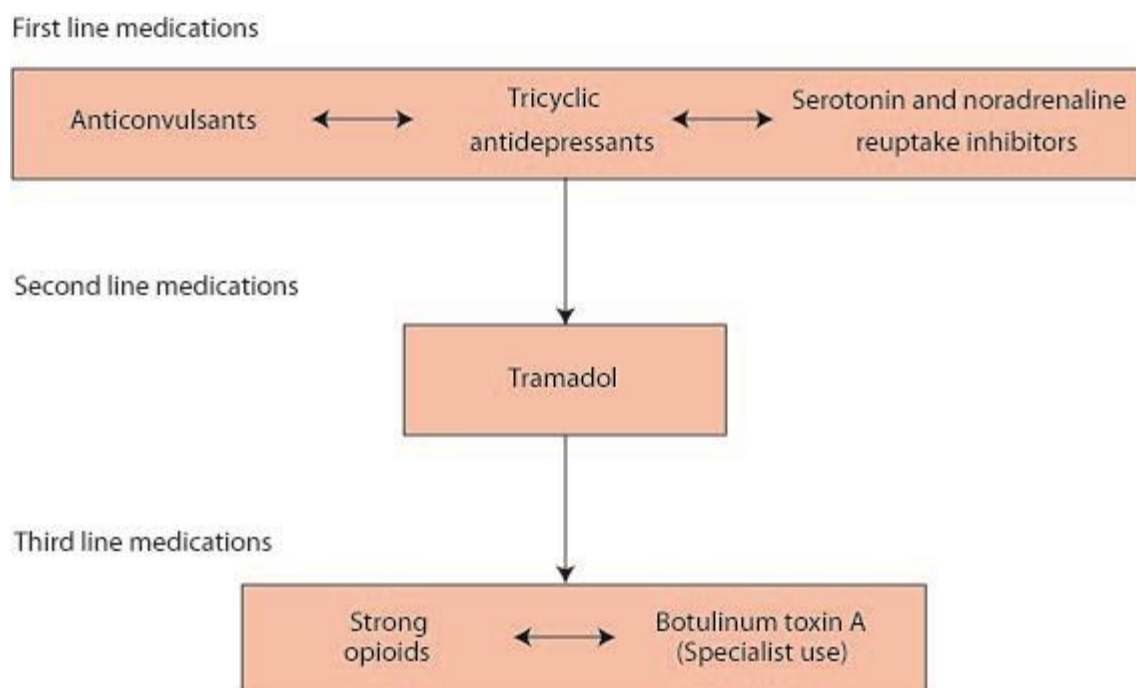 First line medications
Anticonvulsants
Tricyclic
antidepressants
Serotonin and noradrenaline
reuptake inhibitors
Second line medications
Tramadol
Third line medications
Strong
opioids
Botulinum toxin A
(Specialist use)